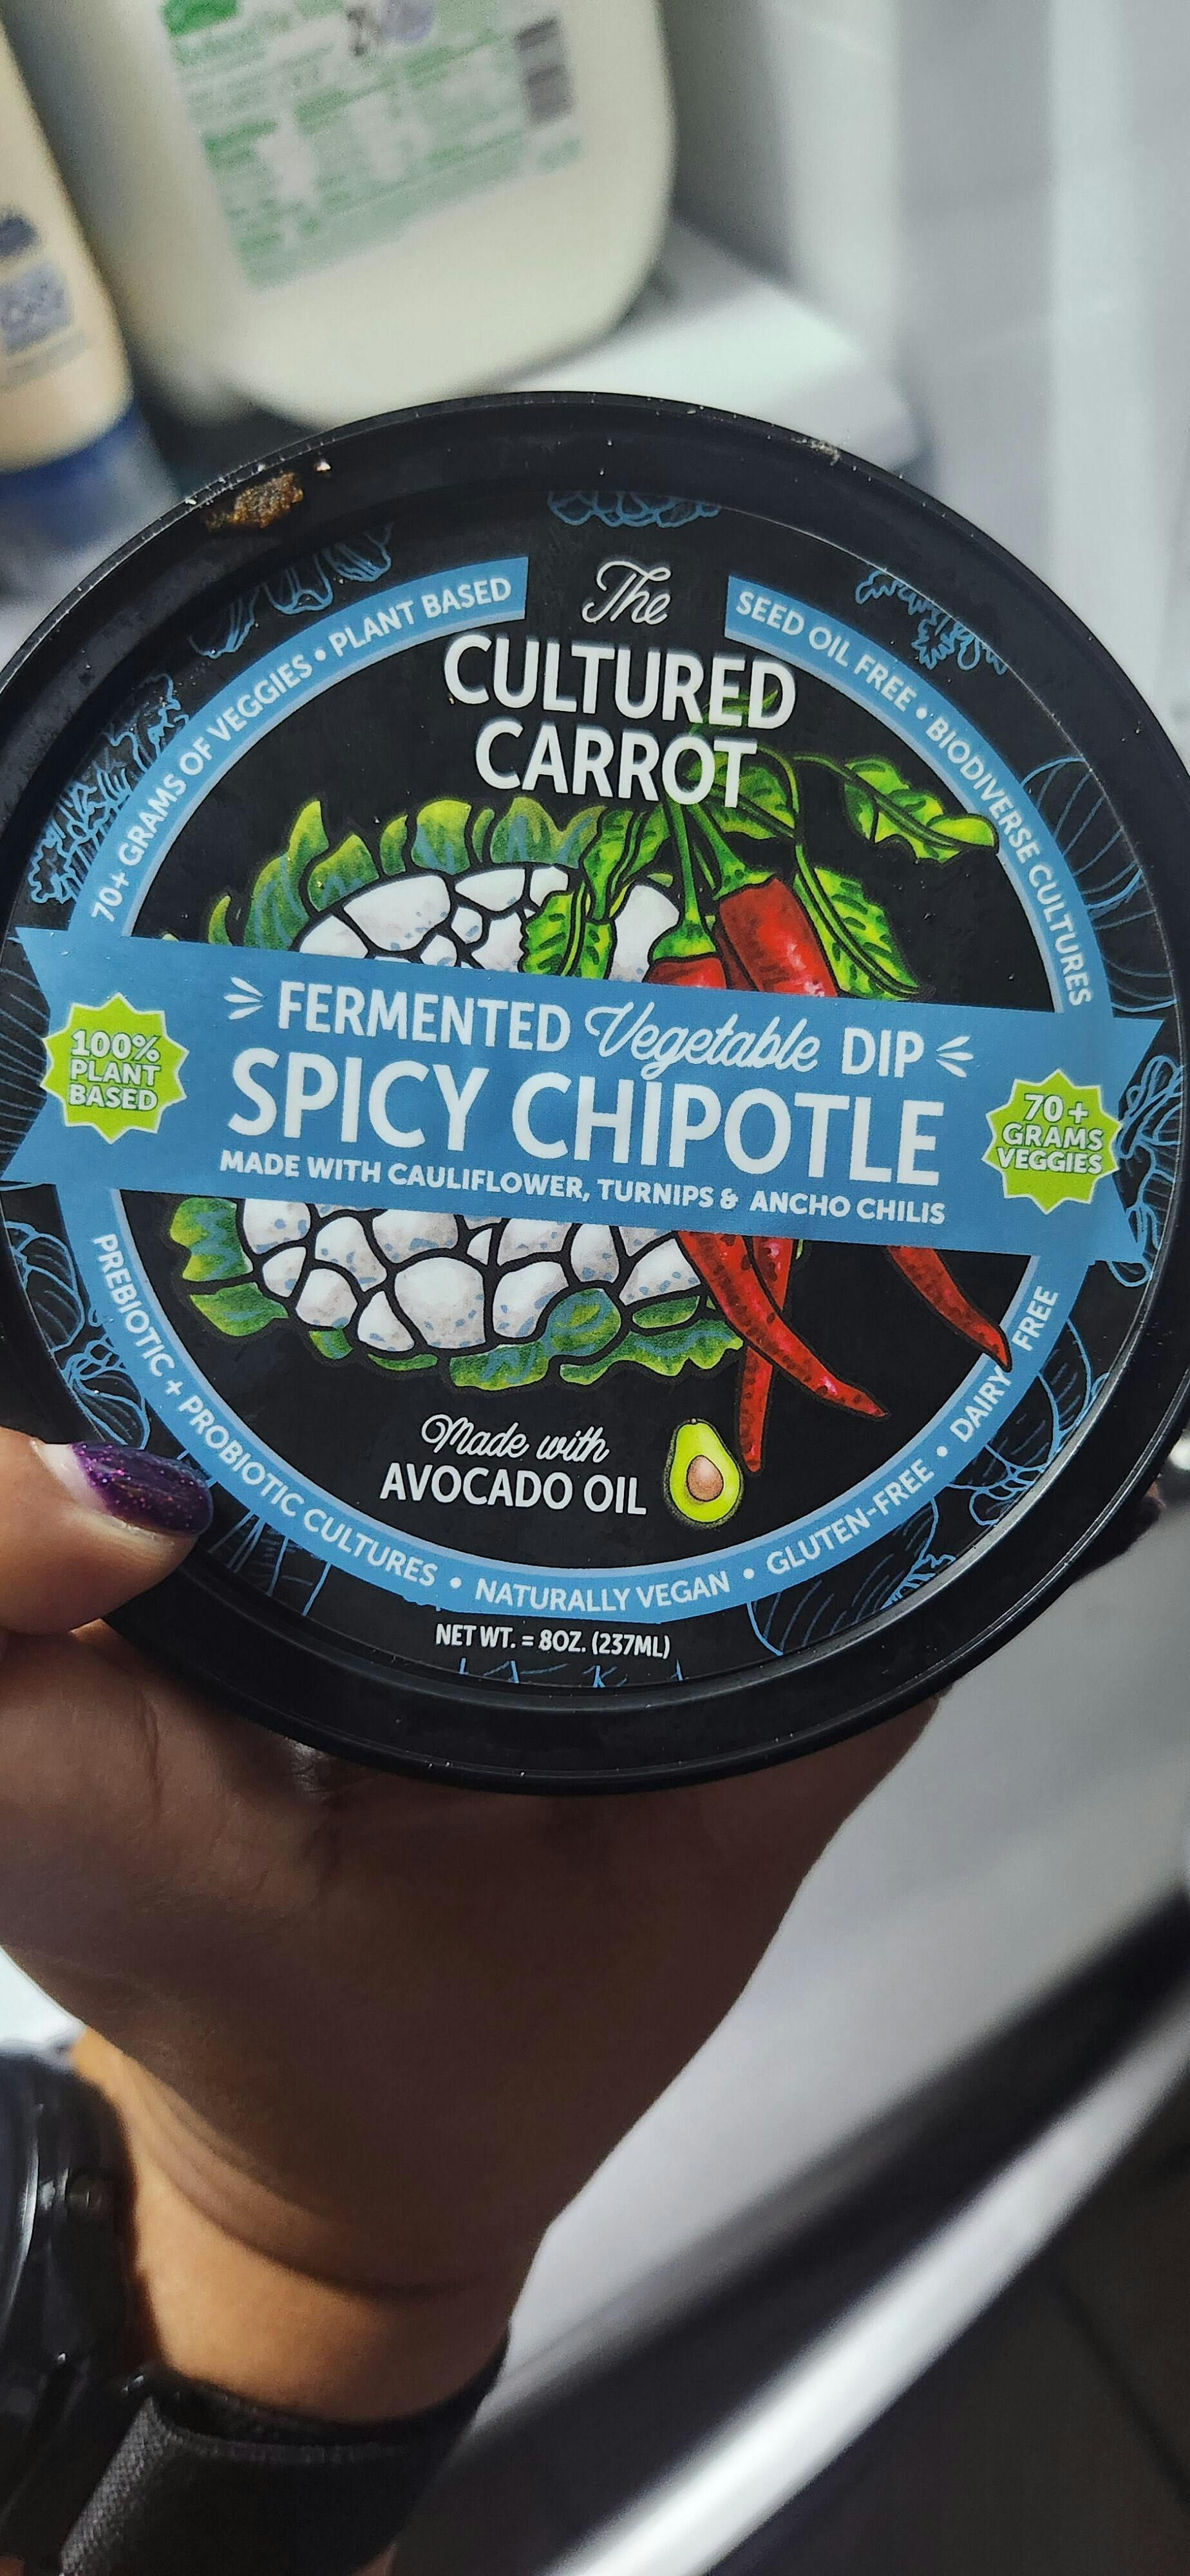 The
CULTURED
CARROT
70+ GRAMS OF VEGGIES • PLANT BASED
SEED OIL FREE • BIODIVERSE CULTURES
FERMENTED Vegetable DIP
SPICY CHIPOTLE
MADE WITH CAULIFLOWER, TURNIPS & ANCHO CHILIS
100%
PLANT
BASED
70+
GRAMS
VEGGIES
Made with
AVOCADO OIL
PREBIOTIC + PROBIOTIC CULTURES • NATURALLY VEGAN • GLUTEN-FREE • DAIRY FREE
NET WT. = 8OZ. (237ML)